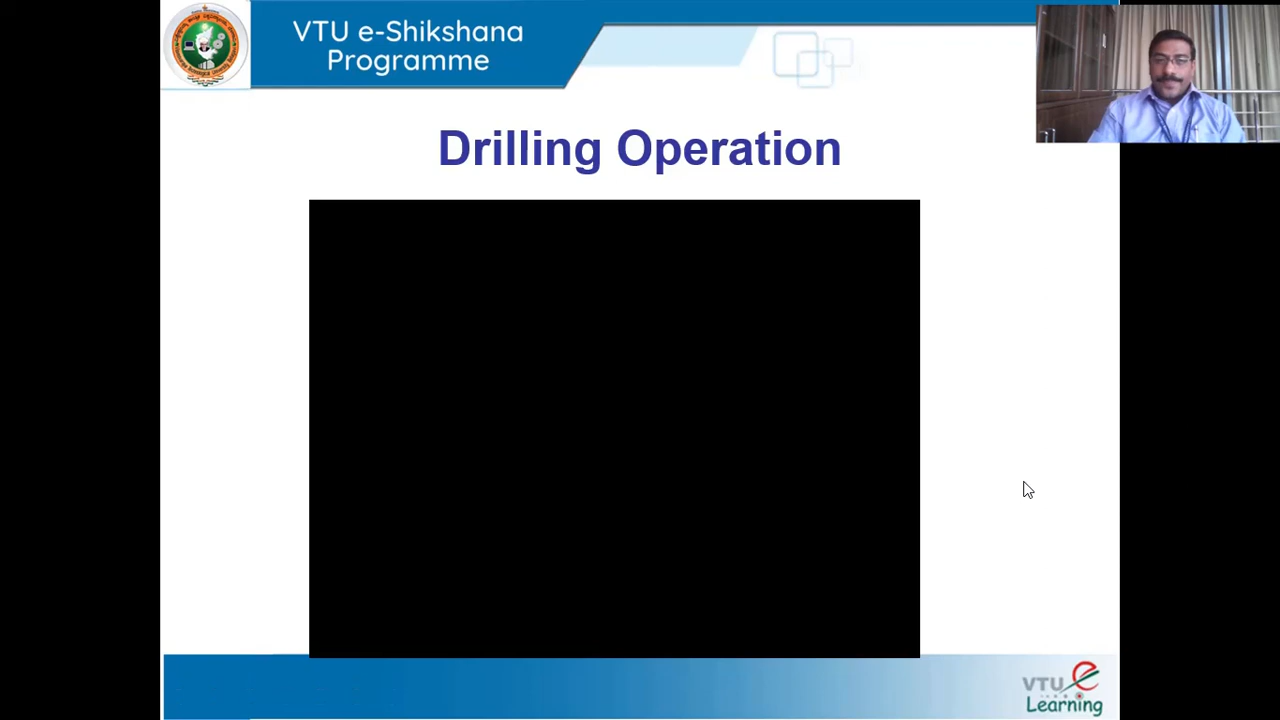 VTU e-Shikshana
Programme
Drilling Operation
VTU e
Learning